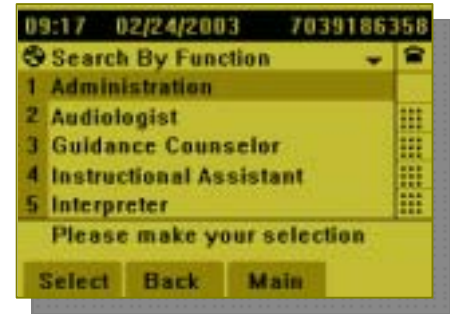 09:17 02/24/2003 7039186358
Search By Function
1 Administration
2 Audiologist
3 Guidance Counselor
4 Instructional Assistant
5 Interpreter
Please make your selection
Select Back Main